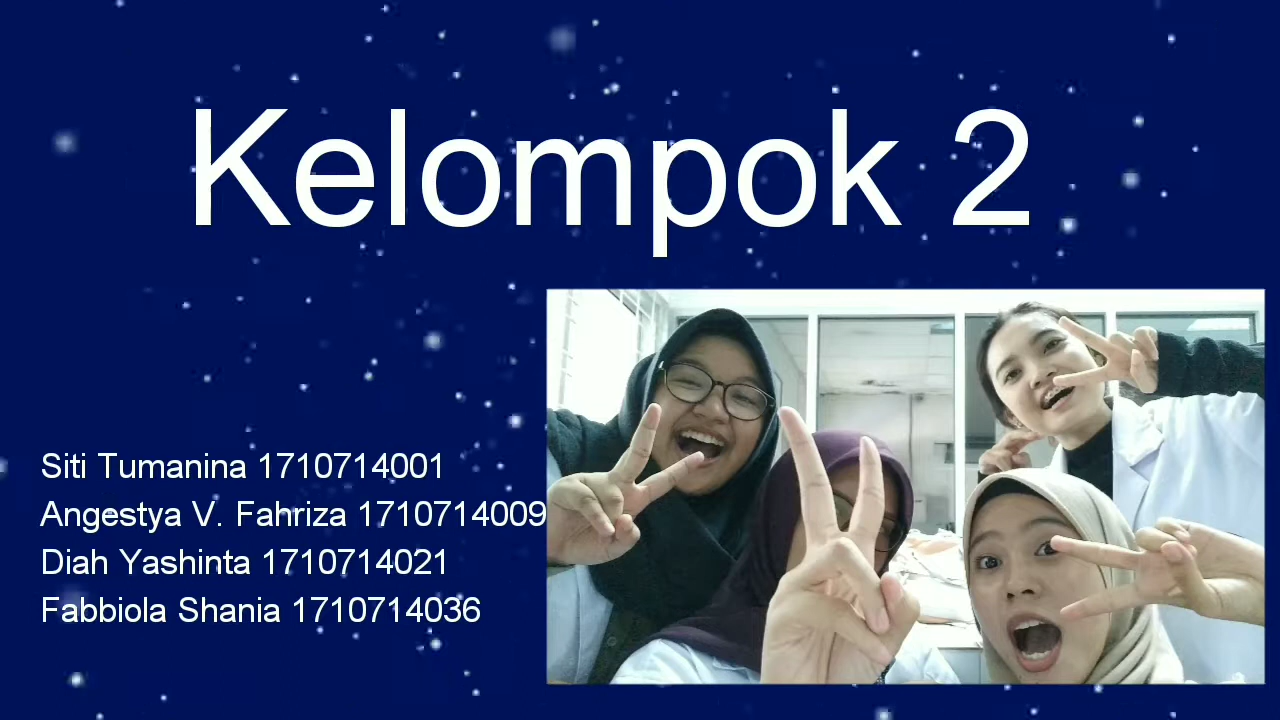 Kelompok 2
Siti Tumanina 1710714001
Angestya V. Fahriza 1710714009
Diah Yashinta 1710714021
Fabbiola Shania 1710714036